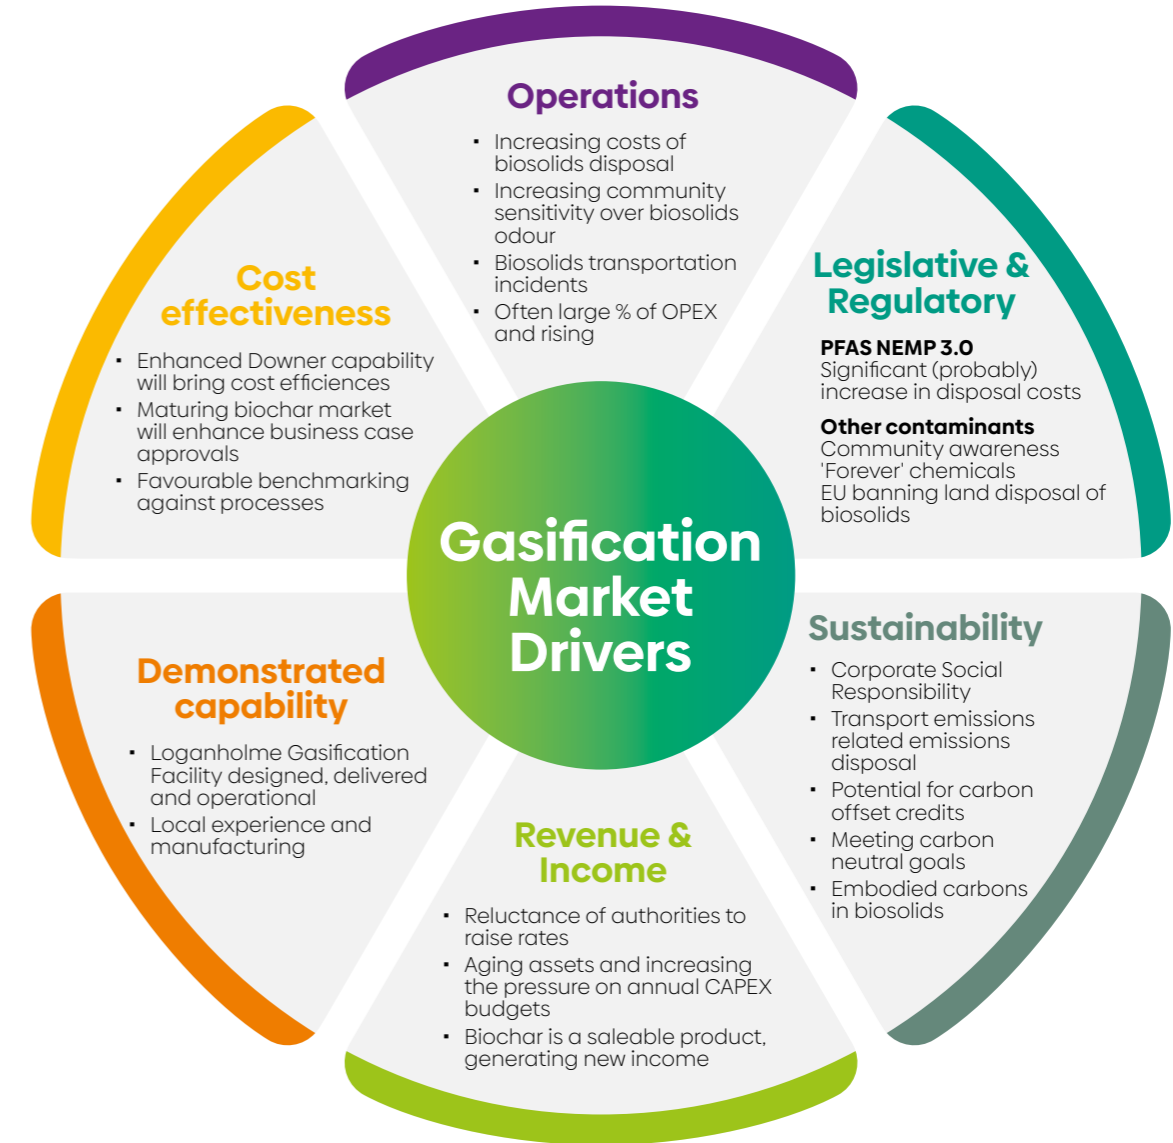 Operations
▪ Increasing costs of
biosolids disposal
▪ Increasing community
sensitivity over biosolids
odour
▪ Biosolids transportation
incidents
▪ Often large % of OPEX
and rising
Legislative &
Regulatory
PFAS NEMP 3.0
Significant (probably)
increase in disposal costs
Other contaminants
Community awareness
'Forever' chemicals
EU banning land disposal of
biosolids
Sustainability
▪ Corporate Social
Responsibility
▪ Transport emissions
related emissions
disposal
▪ Potential for carbon
offset credits
▪ Meeting carbon
neutral goals
▪ Embodied carbons
in biosolids
Revenue &
Income
▪ Reluctance of authorities to
raise rates
▪ Aging assets and increasing
the pressure on annual CAPEX
budgets
▪ Biochar is a saleable product,
generating new income
Demonstrated
capability
▪ Loganholme Gasification
Facility designed, delivered
and operational
▪ Local experience and
manufacturing
Cost
effectiveness
▪ Enhanced Downer capability
will bring cost efficiences
▪ Maturing biochar market
will enhance business case
approvals
▪ Favourable benchmarking
against processes
Gasification
Market
Drivers